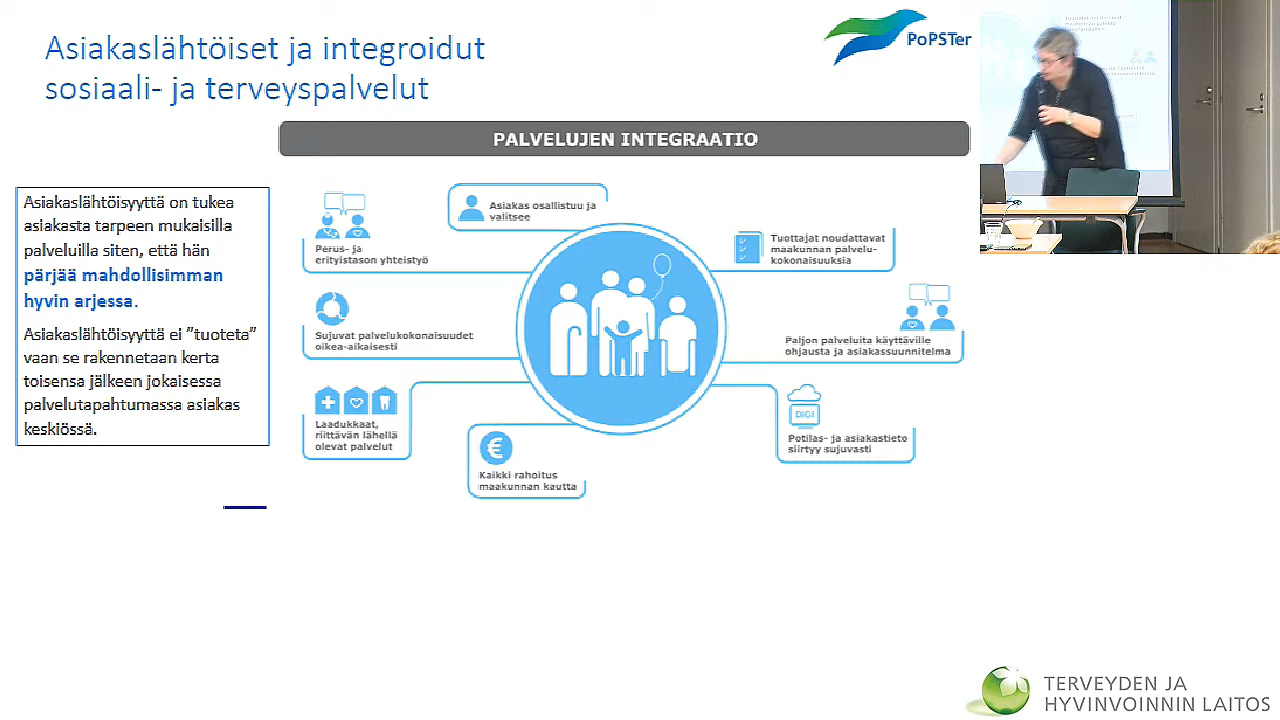 Asiakaslähtöiset ja integroidut
sosiaali- ja terveyspalvelut
PoPSTer
PALVELUJEN INTEGRAATIO
Asiakaslähtöisyyttä on tukea
asiakasta tarpeen mukaisilla
palveluilla siten, että hän
pärjää mahdollisimman
hyvin arjessa.
Asiakaslähtöisyyttä ei ”tuoteta”
vaan se rakennetaan kerta
toisensa jälkeen jokaisessa
palvelutapahtumassa asiakas
keskiössä.
Asiakas osallistuu ja
valitsee
Perus- ja
erityistason yhteistyö
Tuottajat noudattavat
maakunnan palvelu-
kokonaisuuksia
Sujuvat palvelukokonaisuudet
oikea-aikaisesti
Paljon palveluita käyttäville
ohjausta ja asiakassuunnitelma
Laadukkaat,
riittävän lähellä
olevat palvelut
DIGI
Potilas- ja asiakastieto
siirtyy sujuvasti
€
Kaikki rahoitus
maakunnan kautta
TERVEYDEN JA
HYVINVOINNIN LAITOS